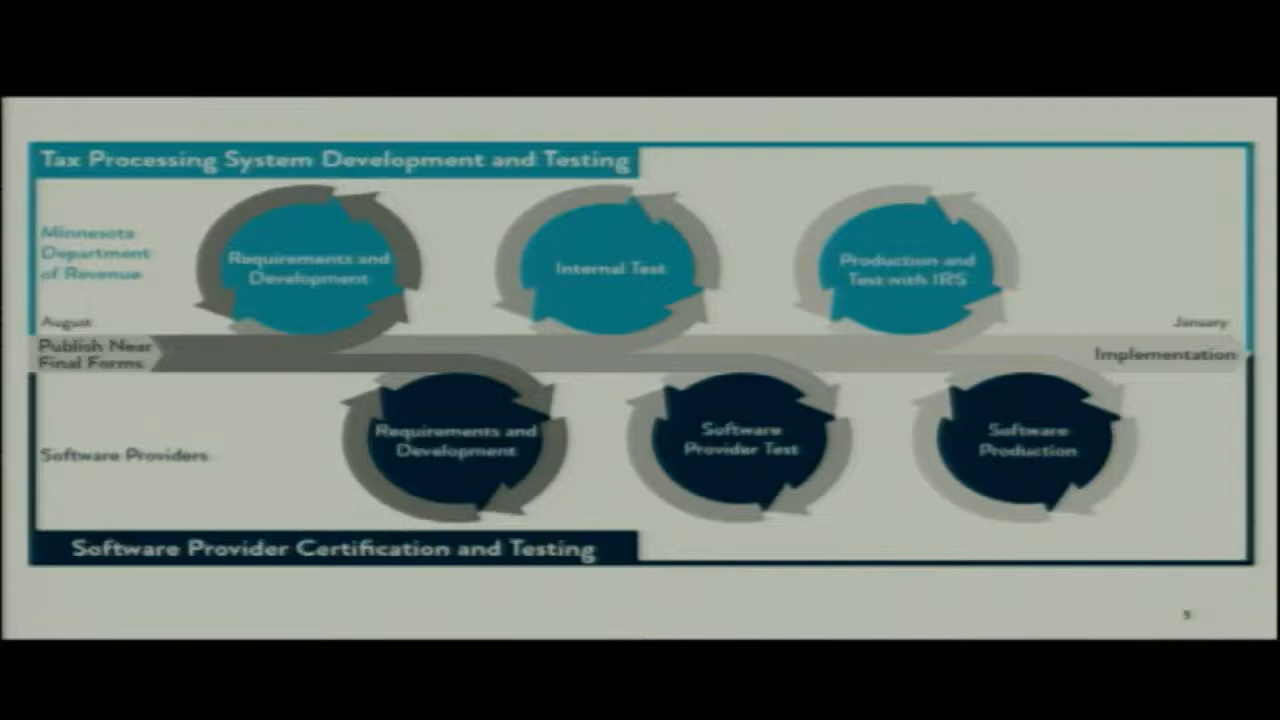 Tax Processing System Development and Testing
Minnesota
Department
of Revenue
Requirements and
Development
Internal Test
Production and
Test with IRS
August
January
Publish Near
Final Forms
Implementation
Software Providers
Requirements and
Development
Software
Provider Test
Software
Production
Software Provider Certification and Testing